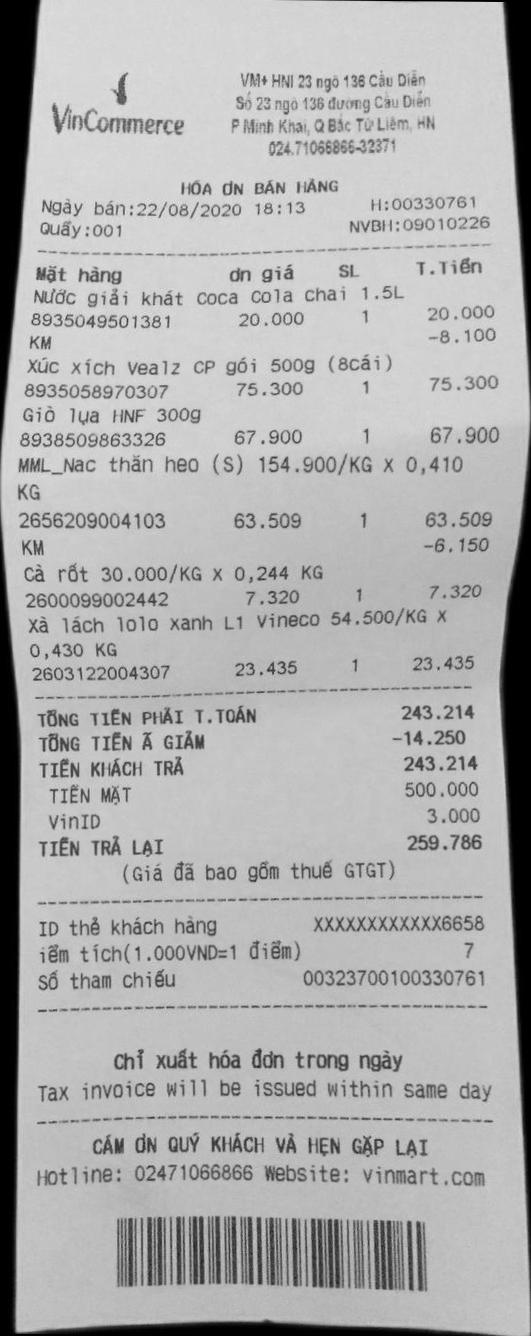 VinCommerce
VM+ HNI 23 ngõ 136 Cầu Diễn
Số 23 ngõ 136 đường Cầu Diễn
P Minh Khai, Q Bắc Từ Liêm, HN
024.71066866-32371
HÓA ƠN BÁN HÀNG
Ngày bán:22/08/2020 18:13 H:00330761
Quầy:001 NVBH:09010226
Mặt hàng ơn giá SL T.Tiền
Nước giải khát Coca Cola chai 1.5L
8935049501381 20.000 1 20.000
KM -8.100
Xúc xích Vealz CP gói 500g (8cái)
8935058970307 75.300 1 75.300
Giò lụa HNF 300g
8938509863326 67.900 1 67.900
MML_Nạc thăn heo (S) 154.900/KG X 0,410
KG
2656209004103 63.509 1 63.509
KM -6.150
Cà rốt 30.000/KG X 0,244 KG
2600099002442 7.320 1 7.320
Xà lách lolo xanh L1 Vineco 54.500/KG X
0,430 KG
2603122004307 23.435 1 23.435
TỔNG TIỀN PHẢI T.TOÁN 243.214
TỔNG TIỀN Ã GIẢM -14.250
TIỀN KHÁCH TRẢ 243.214
TIỀN MẶT 500.000
VinID 3.000
TIỀN TRẢ LẠI 259.786
(Giá đã bao gồm thuế GTGT)
ID thẻ khách hàng XXXXXXXXXXXX6658
iểm tích(1.000VND=1 điểm) 7
Số tham chiếu 00323700100330761
Chỉ xuất hóa đơn trong ngày
Tax invoice will be issued within same day
CÁM ƠN QUÝ KHÁCH VÀ HẸN GẶP LẠI
Hotline: 02471066866 Website: vinmart.com